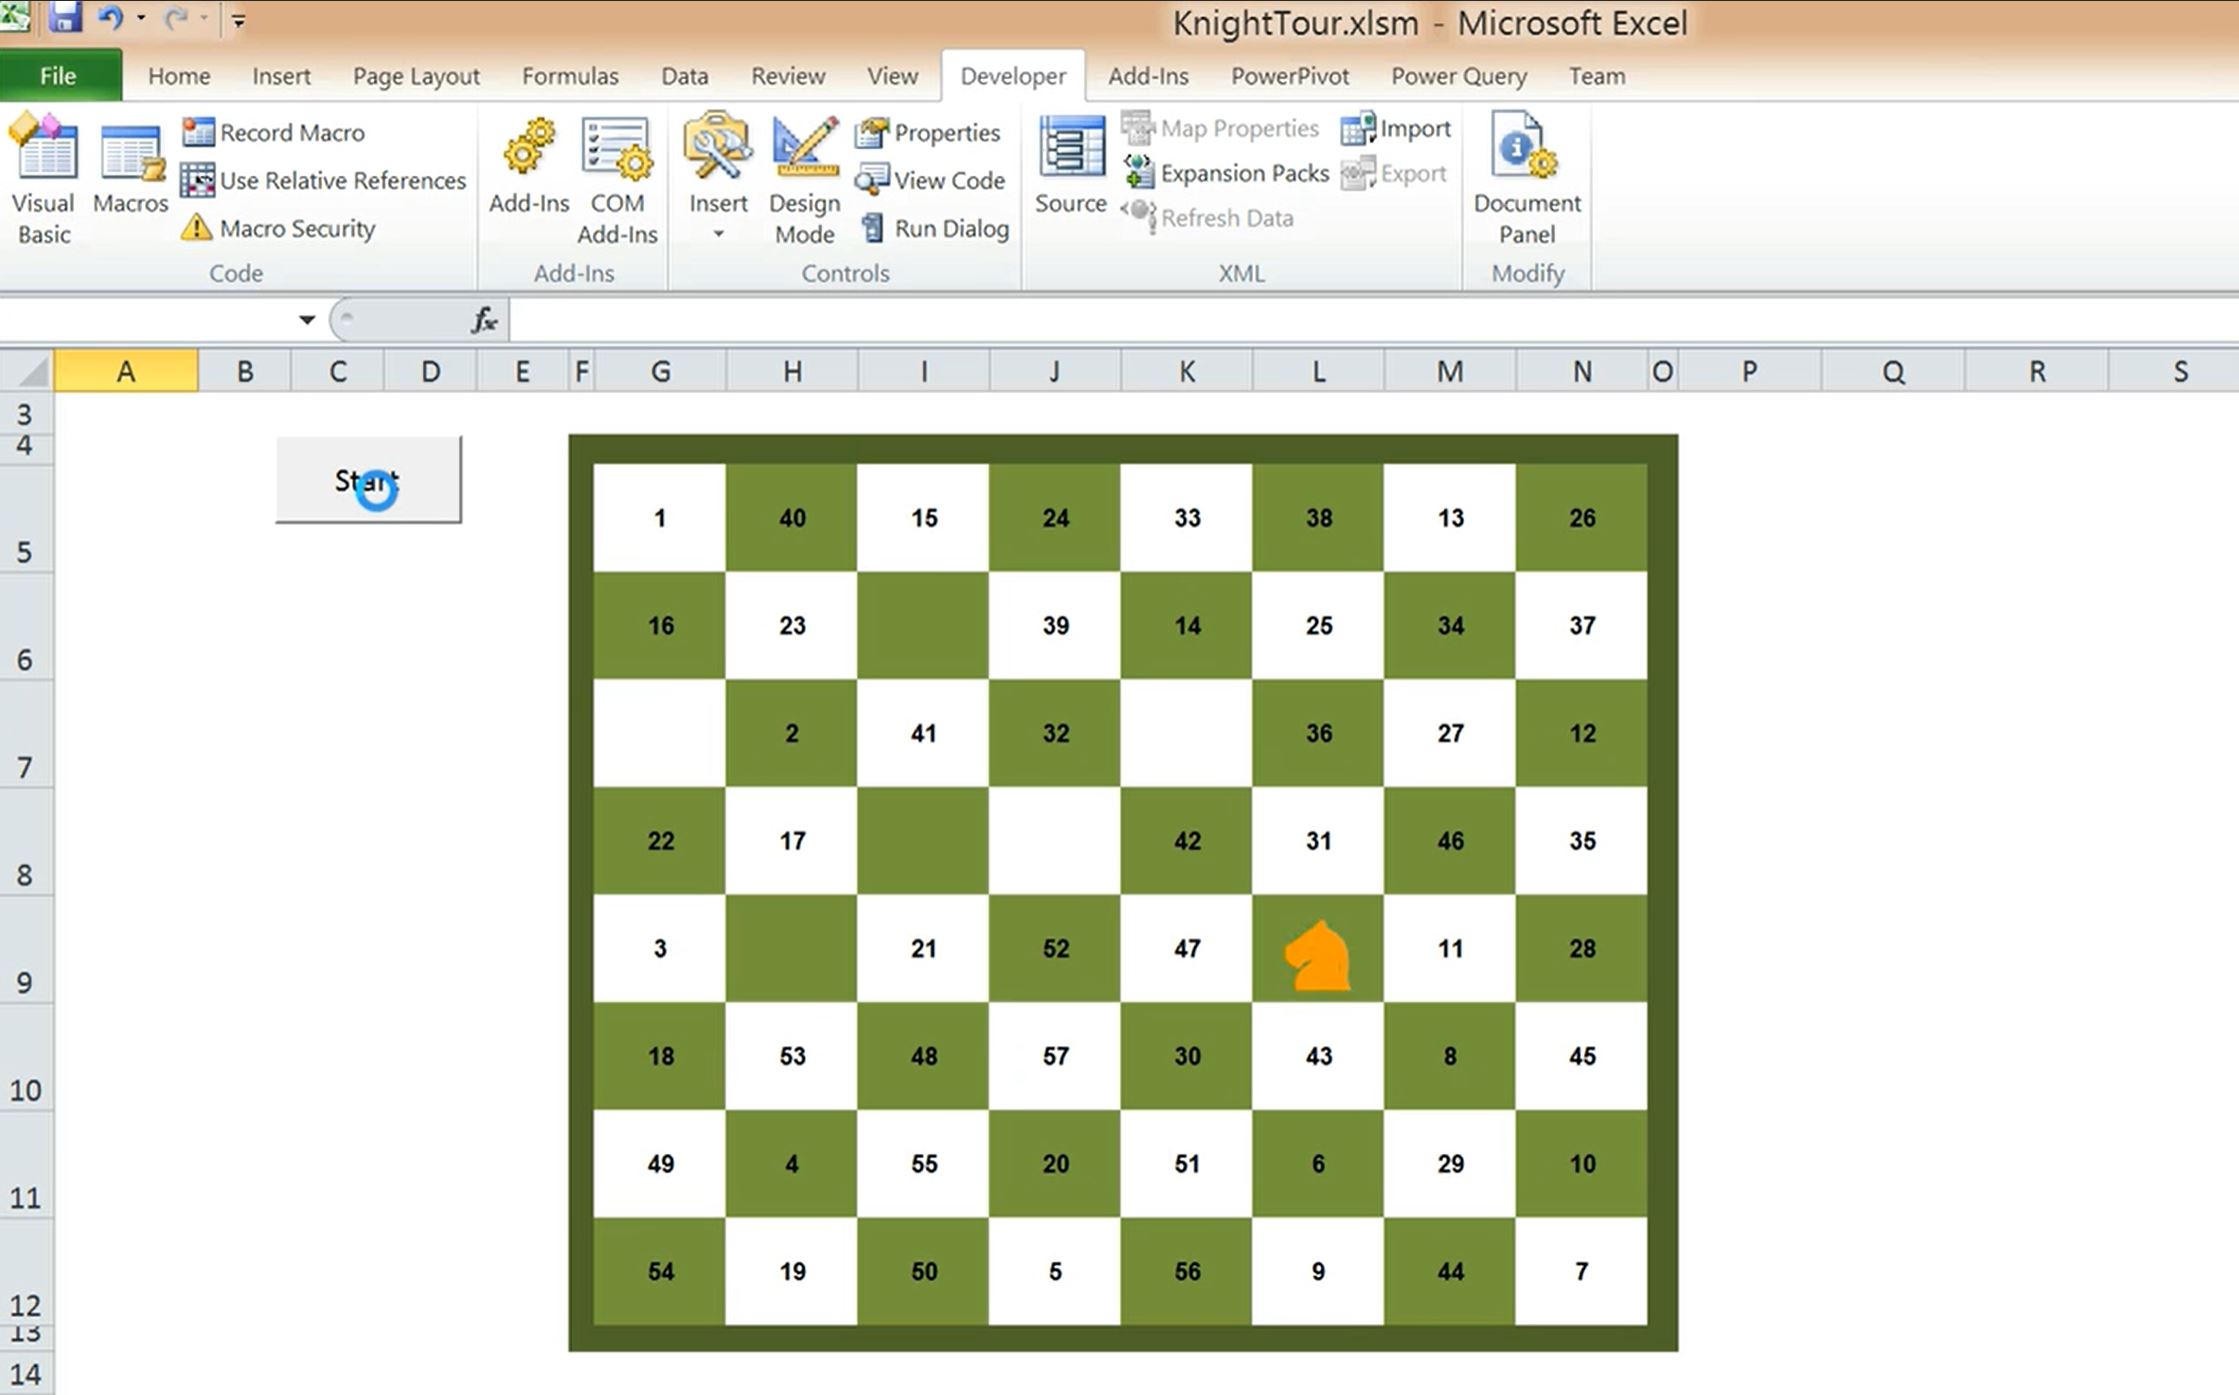 KnightTour.xlsm - Microsoft Excel
File Home Insert Page Layout Formulas Data Review View Developer Add-Ins PowerPivot Power Query Team
Visual Basic
Macros
Record Macro
Use Relative References
Macro Security
Code
Add-Ins
COM Add-Ins
Add-Ins
Insert
Design Mode
Properties
View Code
Run Dialog
Controls
Source
Map Properties
Expansion Packs
Refresh Data
Import
Export
XML
Document Panel
Modify
fx
A B C D E F G H I J K L M N O P Q R S
3
4
Start
5 1 40 15 24 33 38 13 26
6 16 23 39 14 25 34 37
7 2 41 32 36 27 12
8 22 17 42 31 46 35
9 3 21 52 47 11 28
10 18 53 48 57 30 43 8 45
11 49 4 55 20 51 6 29 10
12 54 19 50 5 56 9 44 7
13
14